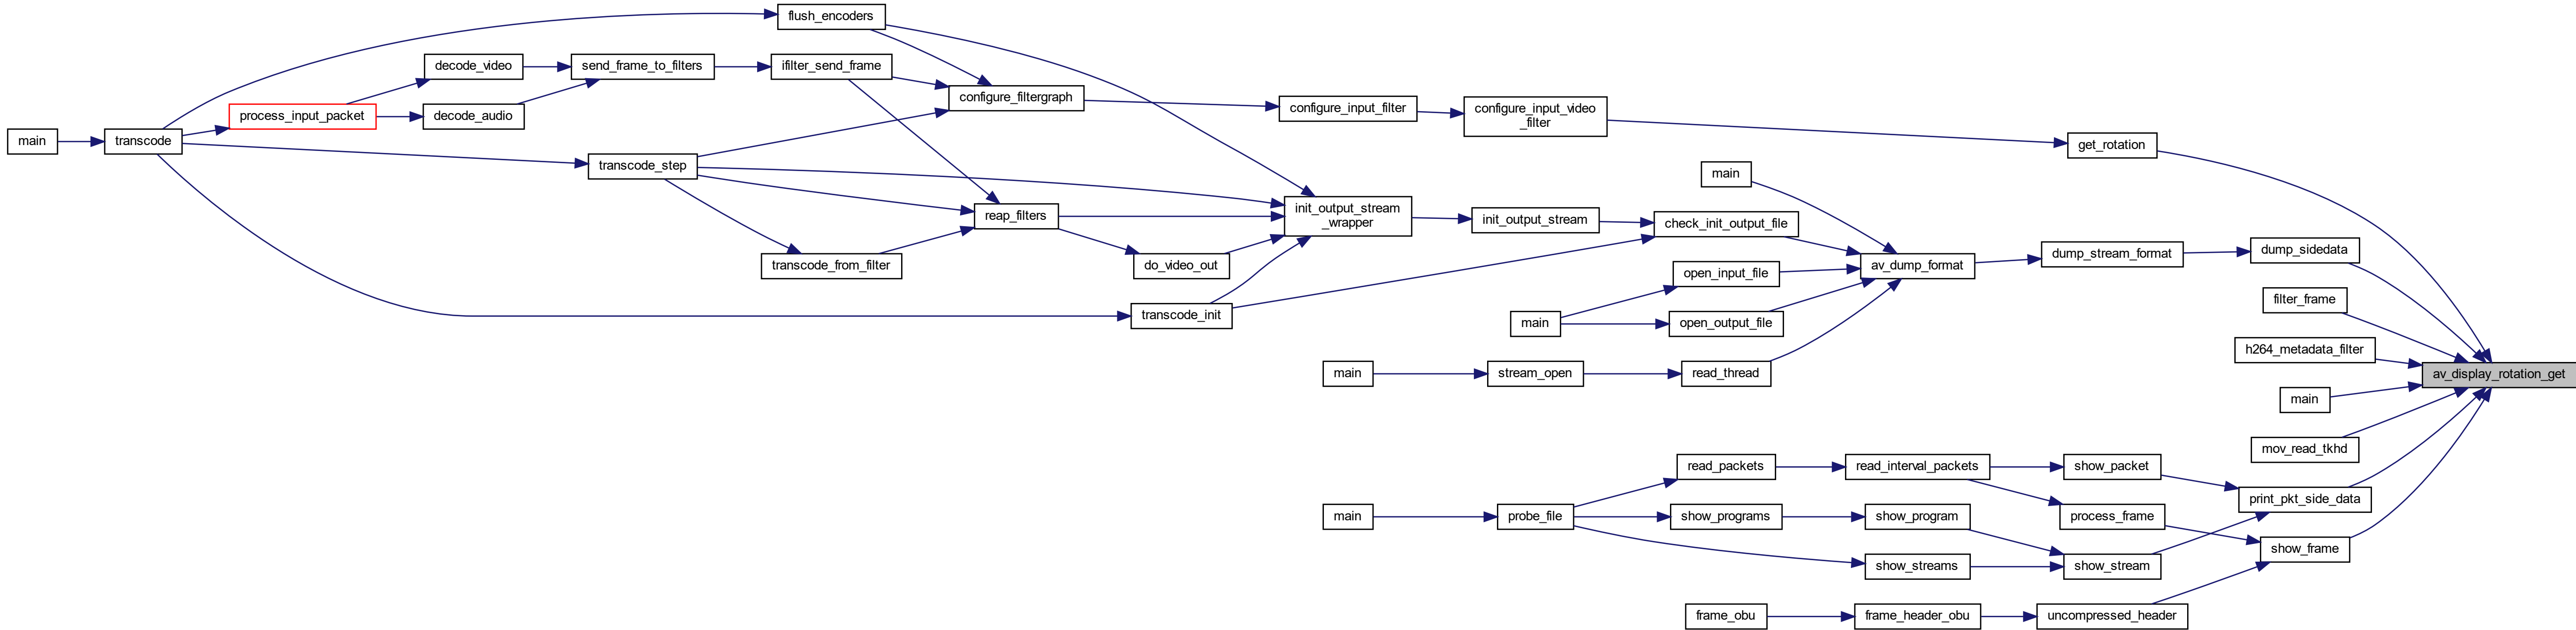 flush_encoders
decode_video
send_frame_to_filters
ifilter_send_frame
configure_filtergraph
process_input_packet
decode_audio
configure_input_filter
configure_input_video
_filter
main
transcode
get_rotation
transcode_step
main
reap_filters
init_output_stream
_wrapper
init_output_stream
check_init_output_file
dump_stream_format
dump_sidedata
transcode_from_filter
do_video_out
open_input_file
av_dump_format
filter_frame
transcode_init
main
open_output_file
h264_metadata_filter
main
stream_open
read_thread
av_display_rotation_get
main
mov_read_tkhd
read_packets
read_interval_packets
show_packet
print_pkt_side_data
main
probe_file
show_programs
show_program
process_frame
show_frame
show_streams
show_stream
frame_obu
frame_header_obu
uncompressed_header